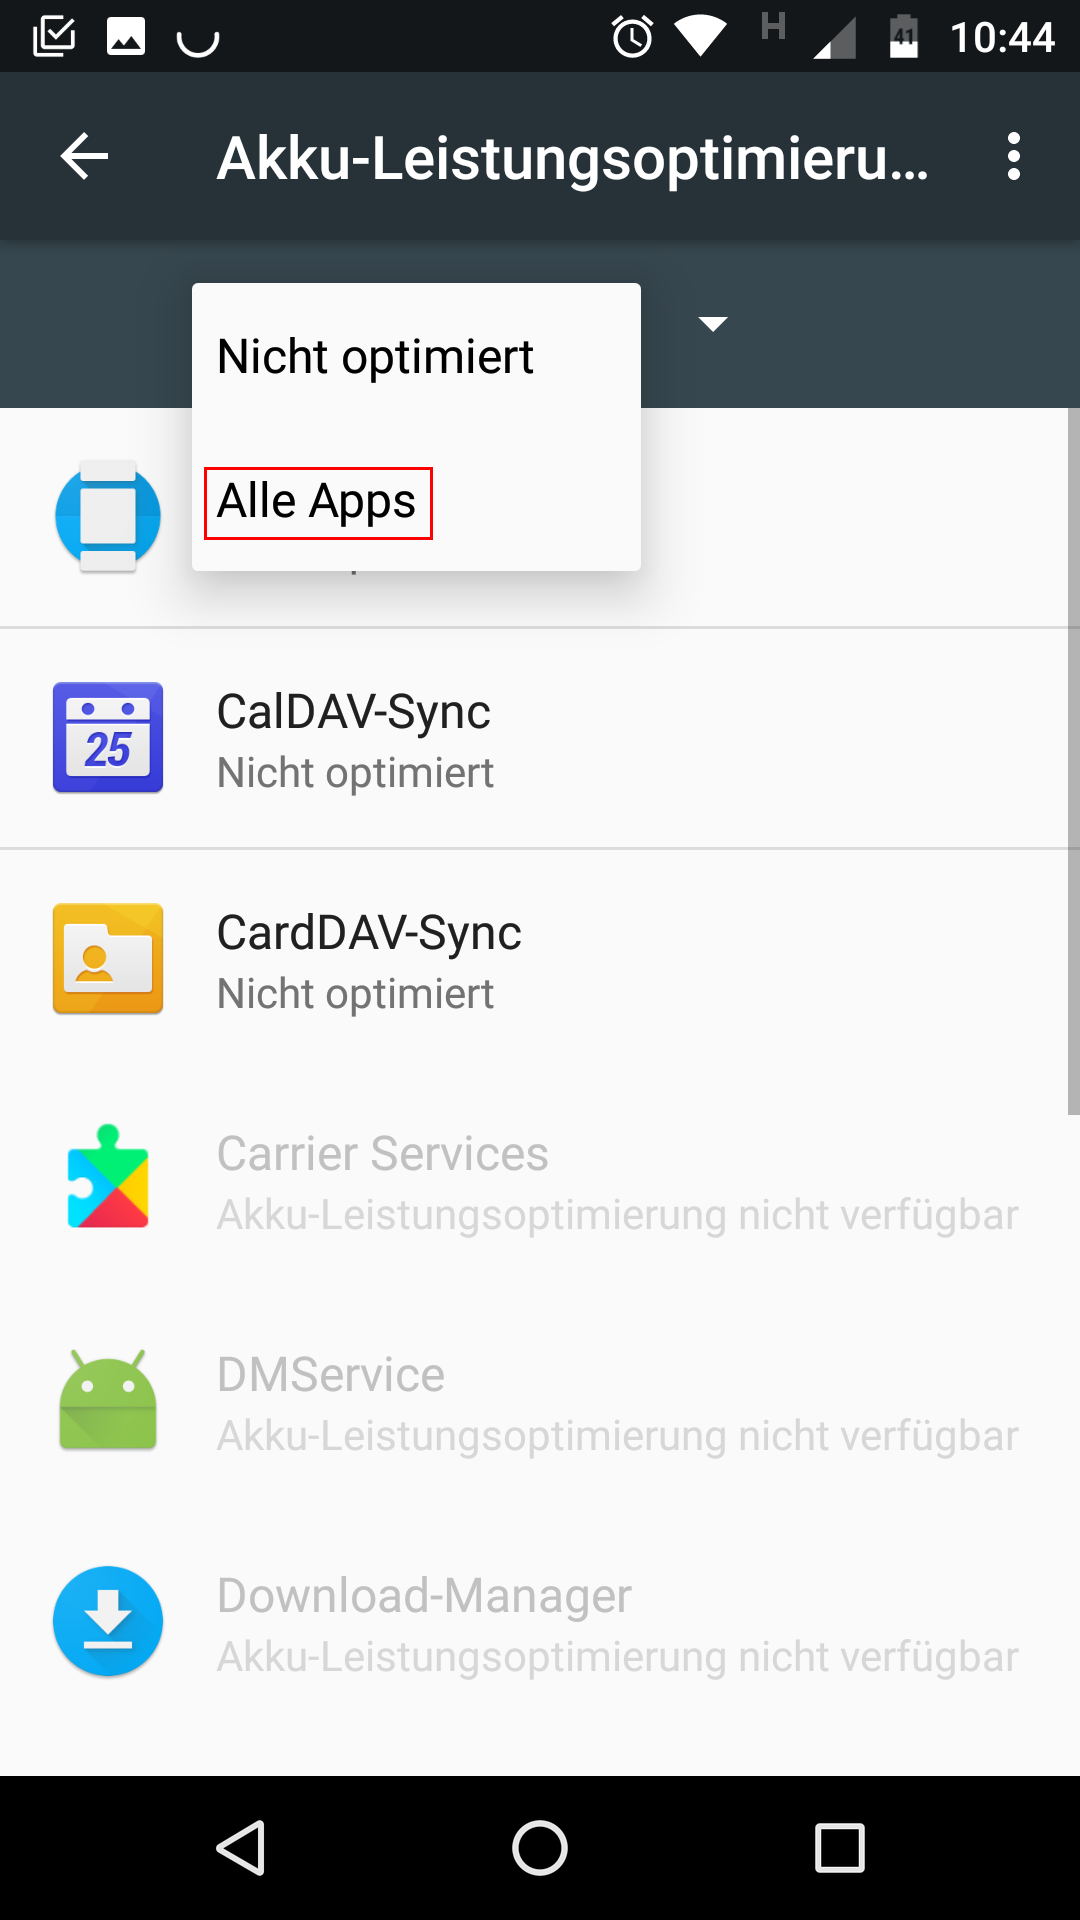 H 41 10:44
Akku-Leistungsoptimieru...
Nicht optimiert
Alle Apps
25
CalDAV-Sync
Nicht optimiert
CardDAV-Sync
Nicht optimiert
Carrier Services
Akku-Leistungsoptimierung nicht verfügbar
DMService
Akku-Leistungsoptimierung nicht verfügbar
Download-Manager
Akku-Leistungsoptimierung nicht verfügbar